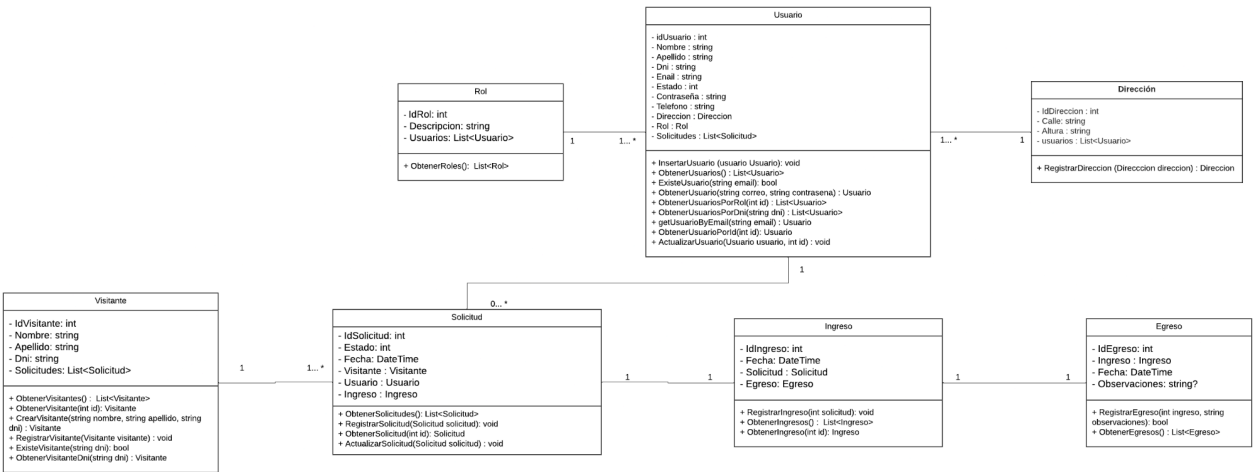 Usuario
- idUsuario : int
- Nombre : string
- Apellido : string
- Dni : string
- Enail : string
- Estado : int
- Contraseña : string
- Telefono : string
- Direccion : Direccion
- Rol : Rol
- Solicitudes : List<Solicitud>
+ InsertarUsuario (usuario Usuario): void
+ ObtenerUsuarios() : List<Usuario>
+ ExisteUsuario(string email): bool
+ ObtenerUsuario(string correo, string contrasena) : Usuario
+ ObtenerUsuariosPorRol(int id) : List<Usuario>
+ ObtenerUsuariosPorDni(string dni) : List<Usuario>
+ getUsuarioByEmail(string email) : Usuario
+ ObtenerUsuarioPorId(int id): Usuario
+ ActualizarUsuario(Usuario usuario, int id) : void
Rol
- IdRol: int
- Descripcion: string
- Usuarios: List<Usuario>
+ ObtenerRoles(): List<Rol>
1
1... *
Dirección
- IdDireccion : int
- Calle: string
- Altura : string
- usuarios : List<Usuario>
+ RegistrarDireccion (Direcccion direccion) : Direccion
1... *
1
1
0... *
Visitante
- IdVisitante: int
- Nombre: string
- Apellido: string
- Dni: string
- Solicitudes: List<Solicitud>
+ ObtenerVisitantes() : List<Visitante>
+ ObtenerVisitante(int id): Visitante
+ CrearVisitante(string nombre, string apellido, string
dni) : Visitante
+ RegistrarVisitante(Visitante visitante) : void
+ ExisteVisitante(string dni): bool
+ ObtenerVisitanteDni(string dni) : Visitante
1
1... *
Solicitud
- IdSolicitud: int
- Estado: int
- Fecha: DateTime
- Visitante : Visitante
- Usuario : Usuario
- Ingreso : Ingreso
+ ObtenerSolicitudes(): List<Solicitud>
+ RegistrarSolicitud(Solicitud solicitud): void
+ ObtenerSolicitud(int id): Solicitud
+ ActualizarSolicitud(Solicitud solicitud) : void
1
1
Ingreso
- IdIngreso: int
- Fecha: DateTime
- Solicitud : Solicitud
- Egreso: Egreso
+ RegistrarIngreso(int solicitud): void
+ ObtenerIngresos() : List<Ingreso>
+ ObtenerIngresos(int id): Ingreso
1
1
Egreso
- IdEgreso: int
- Ingreso : Ingreso
- Fecha: DateTime
- Observaciones: string?
+ RegistrarEgreso(int ingreso, string
observaciones): bool
+ ObtenerEgresos() : List<Egreso>